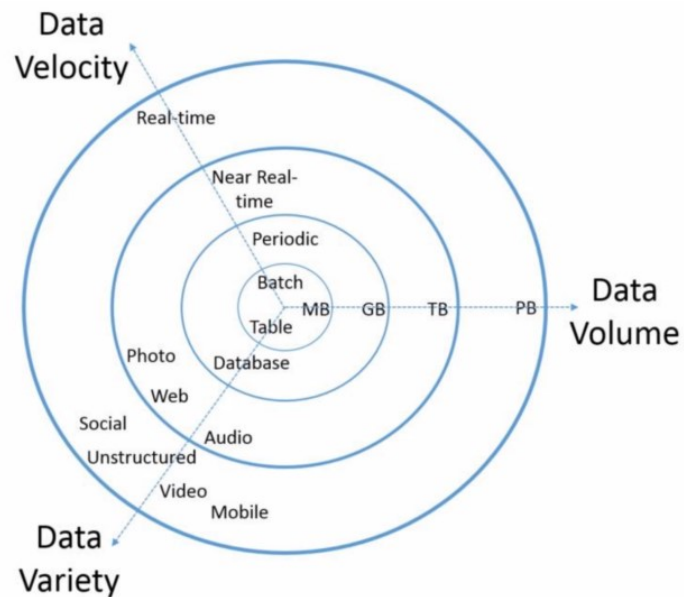 Data
Velocity
Real-time
Near Real-
time
Periodic
Batch
MB GB TB PB
Data
Volume
Table
Database
Photo
Web
Audio
Social
Unstructured
Video
Mobile
Data
Variety